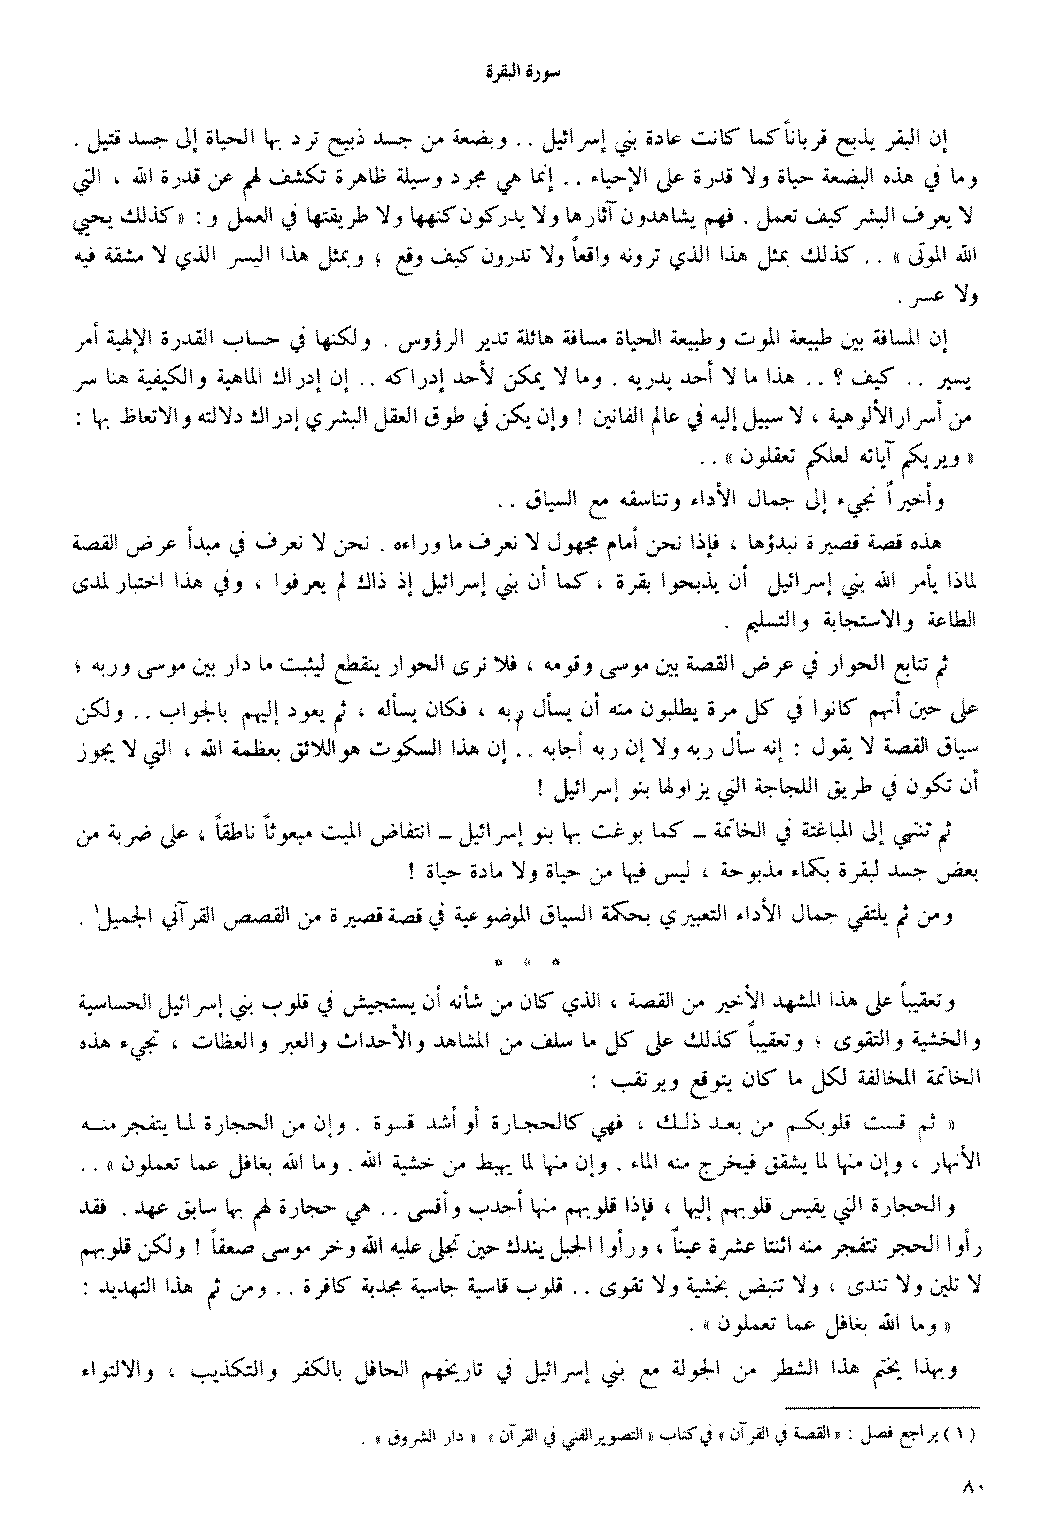 سورة البقرة
إن البقر يذبح قرباناً كما كانت عادة بني إسرائيل .. وبضعة من جسد ذبيح ترد بها الحياة إلى جسد قتيل .
وما في هذه البضعة حياة ولا قدرة على الإحياء .. إنما هي مجرد وسيلة ظاهرة تكشف لهم عن قدرة الله ، التي
لا يعرف البشر كيف تعمل . فهم يشاهدون آثارها ولا يدركون كنهها ولا طريقتها في العمل و : « كذلك يحيي
الله الموتى » .. كذلك بمثل هذا الذي ترونه واقعاً ولا تدرون كيف وقع ؛ وبمثل هذا اليسر الذي لا مشقة فيه
ولا عسر .
إن المسافة بين طبيعة الموت وطبيعة الحياة مسافة هائلة تدير الرؤوس . ولكنها في حساب القدرة الإلهية أمر
يسير .. كيف ؟ .. هذا ما لا أحد يدريه . وما لا يمكن لأحد إدراكه .. إن إدراك الماهية والكيفية هنا سر
من أسرار الألوهية ، لا سبيل إليه في عالم الفانين ! وإن يكن في طوق العقل البشري إدراك دلالته والاتعاظ بها :
« ويريكم آياته لعلكم تعقلون » ..
وأخيراً نجيء إلى جمال الأداء وتناسقه مع السياق ..
هذه قصة قصيرة نبدؤها ، فإذا نحن أمام مجهول لا نعرف ما وراءه . نحن لا نعرف في مبدأ عرض القصة
لماذا يأمر الله بني إسرائيل أن يذبحوا بقرة ، كما أن بني إسرائيل إذ ذاك لم يعرفوا ، وفي هذا اختبار لمدى
الطاعة والاستجابة والتسليم .
ثم تتابع الحوار في عرض القصة بين موسى وقومه ، فلا نرى الحوار ينقطع ليثبت ما دار بين موسى وربه ؛
على حين أنهم كانوا في كل مرة يطلبون منه أن يسأل ربه ، فكان يسأله ، ثم يعود إليهم بالجواب .. ولكن
سياق القصة لا يقول : إنه سأل ربه ولا إن ربه أجابه .. إن هذا السكوت هو اللائق بعظمة الله ، التي لا يجوز
أن تكون في طريق اللجاجة التي يزاولها بنو إسرائيل !
ثم تنتهي إلى المباغتة في الخاتمة – كما بوغت بها بنو إسرائيل – انتفاض الميت مبعوثاً ناطقاً ، على ضربة من
بعض جسد لبقرة بكماء مذبوحة ، ليس فيها من حياة ولا مادة حياة !
ومن ثم يلتقي جمال الأداء التعبيري بحكمة السياق الموضوعية في قصة قصيرة من القصص القرآني الجميل¹ .
* * *
وتعقيباً على هذا المشهد الأخير من القصة ، الذي كان من شأنه أن يستجيش في قلوب بني إسرائيل الحساسية
والخشية والتقوى ؛ وتعقيباً كذلك على كل ما سلف من المشاهد والأحداث والعبر والعظات ، تجيء هذه
الخاتمة المخالفة لكل ما كان يتوقع ويرتقب :
« ثم قست قلوبكم من بعد ذلك ، فهي كالحجارة أو أشد قسوة . وإن من الحجارة لما يتفجر منه
الأنهار ، وإن منها لما يشقق فيخرج منه الماء . وإن منها لما يهبط من خشية الله . وما الله بغافل عما تعملون » ..
والحجارة التي يقيس قلوبهم إليها ، فإذا قلوبهم منها أجدب وأقسى .. هي حجارة لهم بها سابق عهد . فقد
رأوا الحجر تتفجر منه اثنتا عشرة عيناً ، ورأوا الجبل يندك حين تجلى عليه الله وخر موسى صعقاً ! ولكن قلوبهم
لا تلين ولا تندى ، ولا تنبض بخشية ولا تقوى .. قلوب قاسية جاسية مجدبة كافرة .. ومن ثم هذا التهديد :
« وما الله بغافل عما تعملون » .
وبهذا يختم هذا الشطر من الجولة مع بني إسرائيل في تاريخهم الحافل بالكفر والتكذيب ، والالتواء
(١) يراجع فصل : « القصة في القرآن » في كتاب « التصوير الفني في القرآن » « دار الشروق » .
٨٠